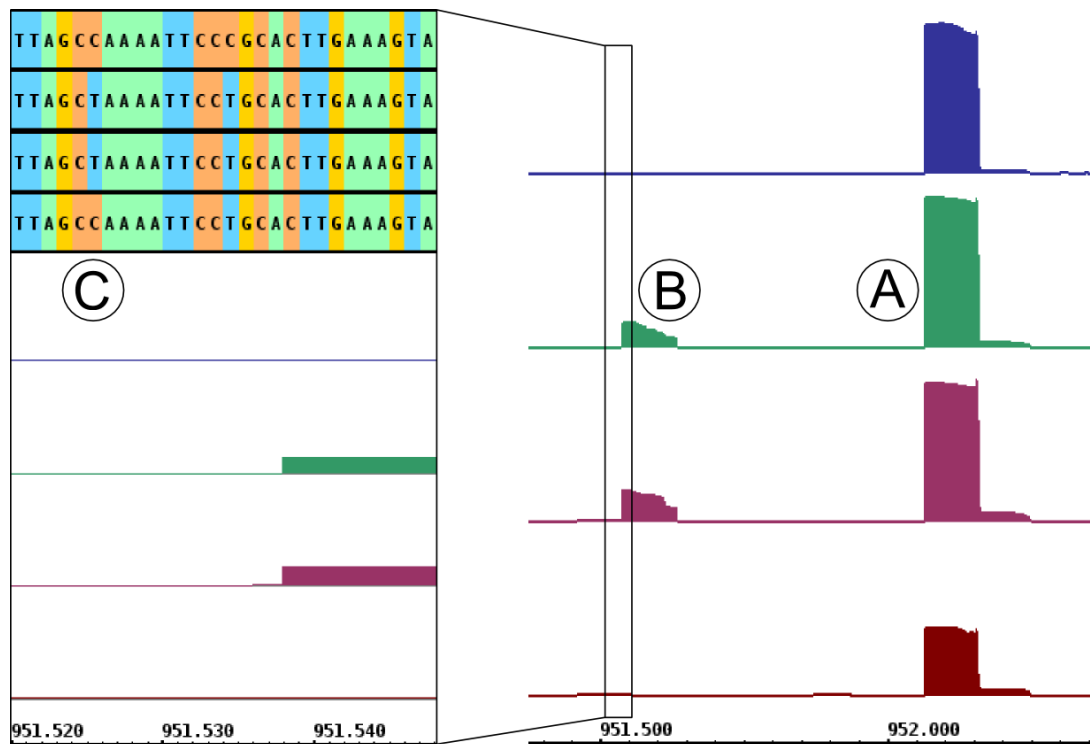 TTAGCCAAAATTCCCGCACTTGAAAGTA
TTAGCTAAAATTCCTGCACTTGAAAGTA
TTAGCTAAAATTCCTGCACTTGAAAGTA
TTAGCCAAAATTCCTGCACTTGAAAGTA
C
B
A
951.520 951.530 951.540
951.500 952.000